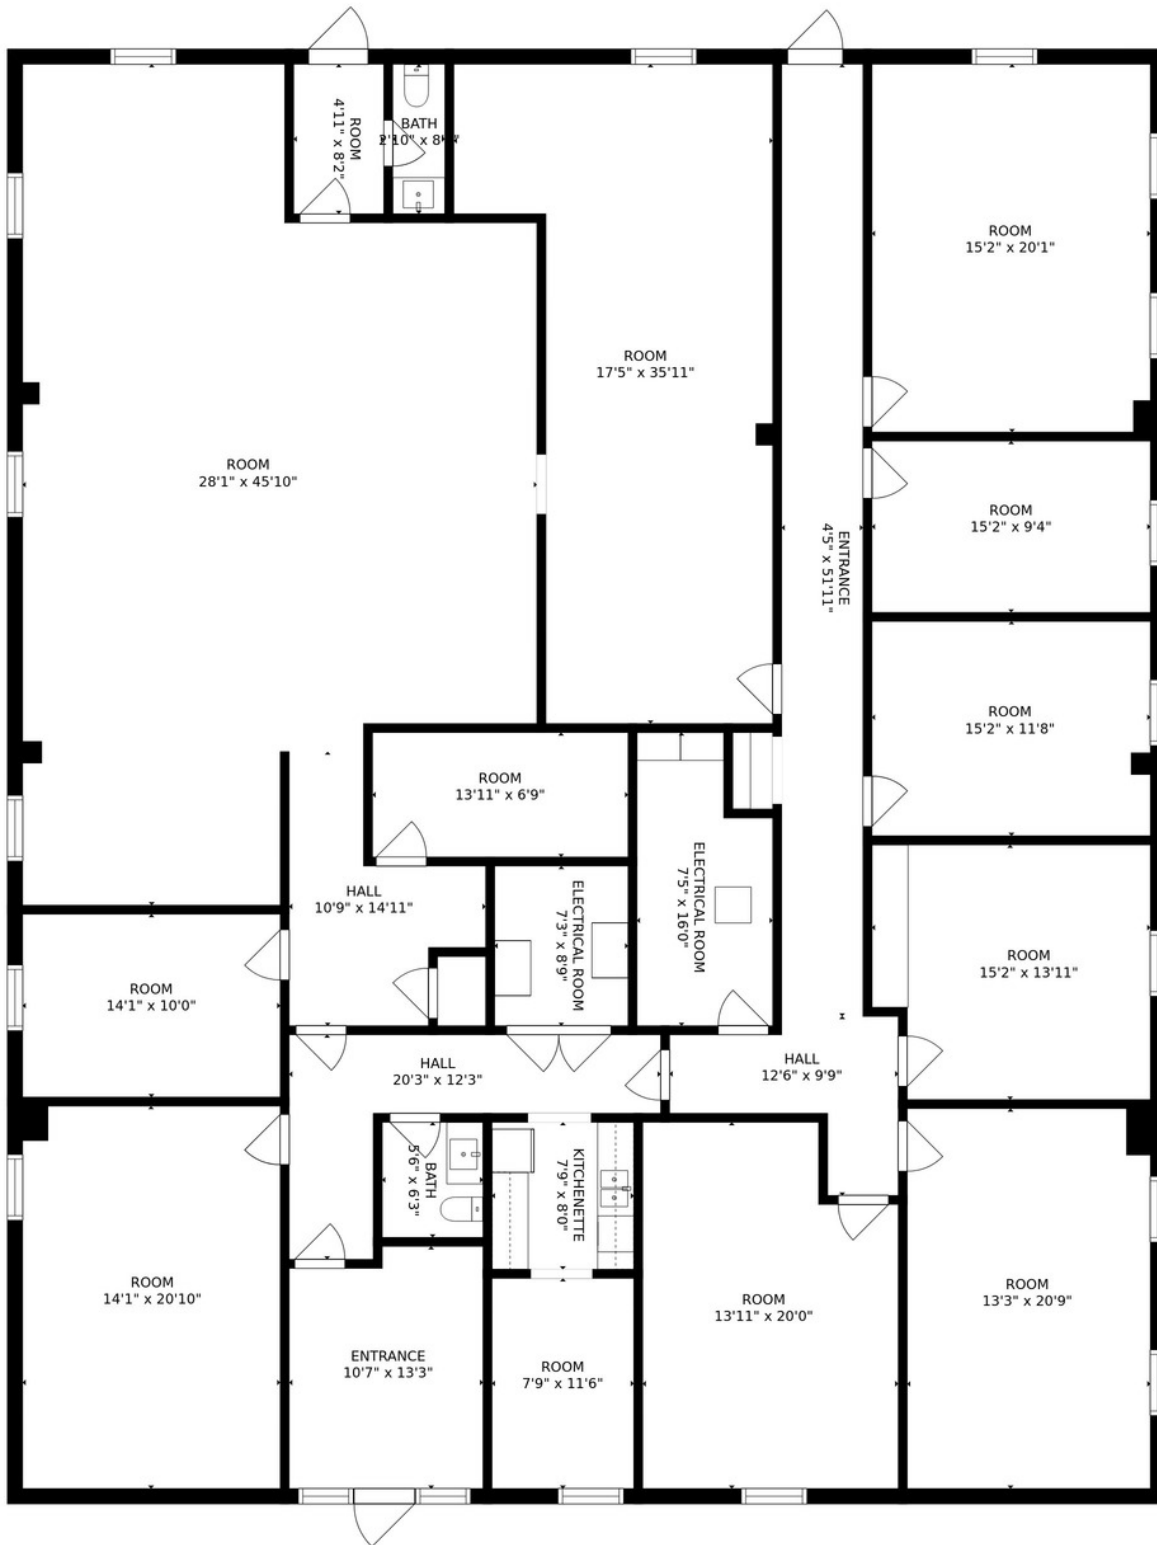 ROOM
4'11" x 8'2"
BATH
2'10" x 8'
ROOM
15'2" x 20'1"
ROOM
17'5" x 35'11"
ROOM
28'1" x 45'10"
ROOM
15'2" x 9'4"
ENTRANCE
4'5" x 51'11"
ROOM
15'2" x 11'8"
ROOM
13'11" x 6'9"
HALL
10'9" x 14'11"
ELECTRICAL ROOM
7'3" x 8'9"
ELECTRICAL ROOM
7'5" x 16'0"
ROOM
15'2" x 13'11"
ROOM
14'1" x 10'0"
HALL
20'3" x 12'3"
HALL
12'6" x 9'9"
BATH
5'6" x 6'3"
KITCHENETTE
7'9" x 8'0"
ROOM
14'1" x 20'10"
ROOM
13'11" x 20'0"
ROOM
13'3" x 20'9"
ENTRANCE
10'7" x 13'3"
ROOM
7'9" x 11'6"